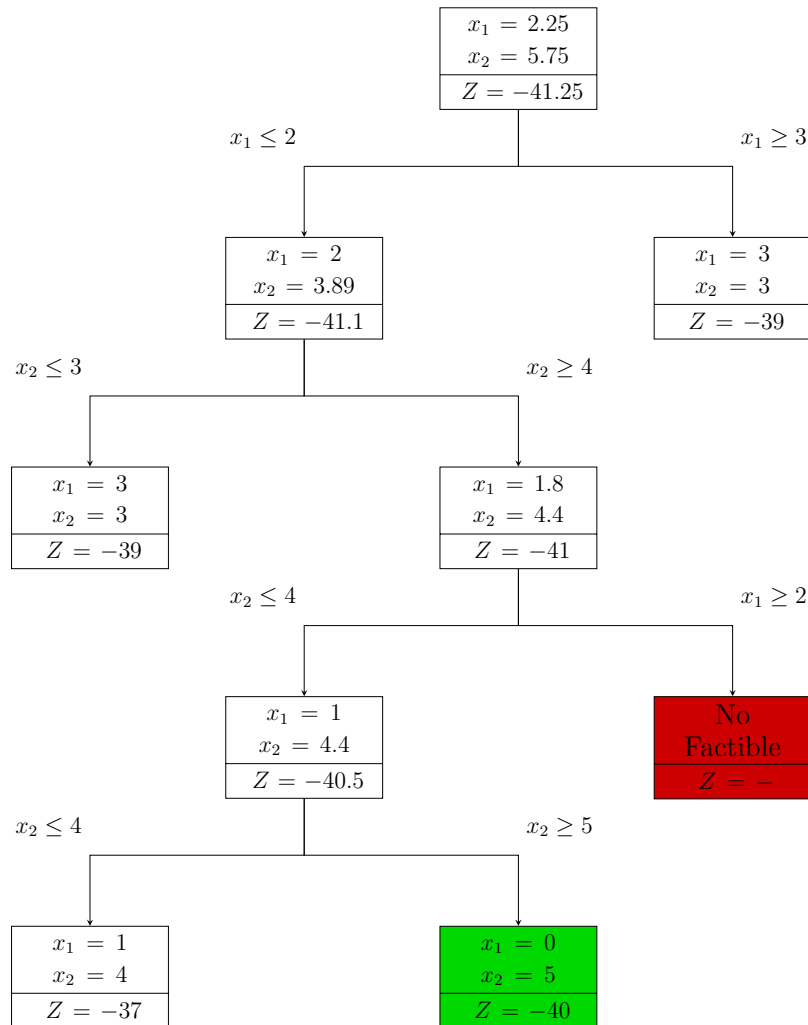 x₁ = 2.25
x₂ = 5.75
Z = −41.25
x₁ ≤ 2
x₁ ≥ 3
x₁ = 2
x₂ = 3.89
Z = −41.1
x₁ = 3
x₂ = 3
Z = −39
x₂ ≤ 3
x₂ ≥ 4
x₁ = 3
x₂ = 3
Z = −39
x₁ = 1.8
x₂ = 4.4
Z = −41
x₂ ≤ 4
x₁ ≥ 2
x₁ = 1
x₂ = 4.4
Z = −40.5
No
Factible
Z = −
x₂ ≤ 4
x₂ ≥ 5
x₁ = 1
x₂ = 4
Z = −37
x₁ = 0
x₂ = 5
Z = −40